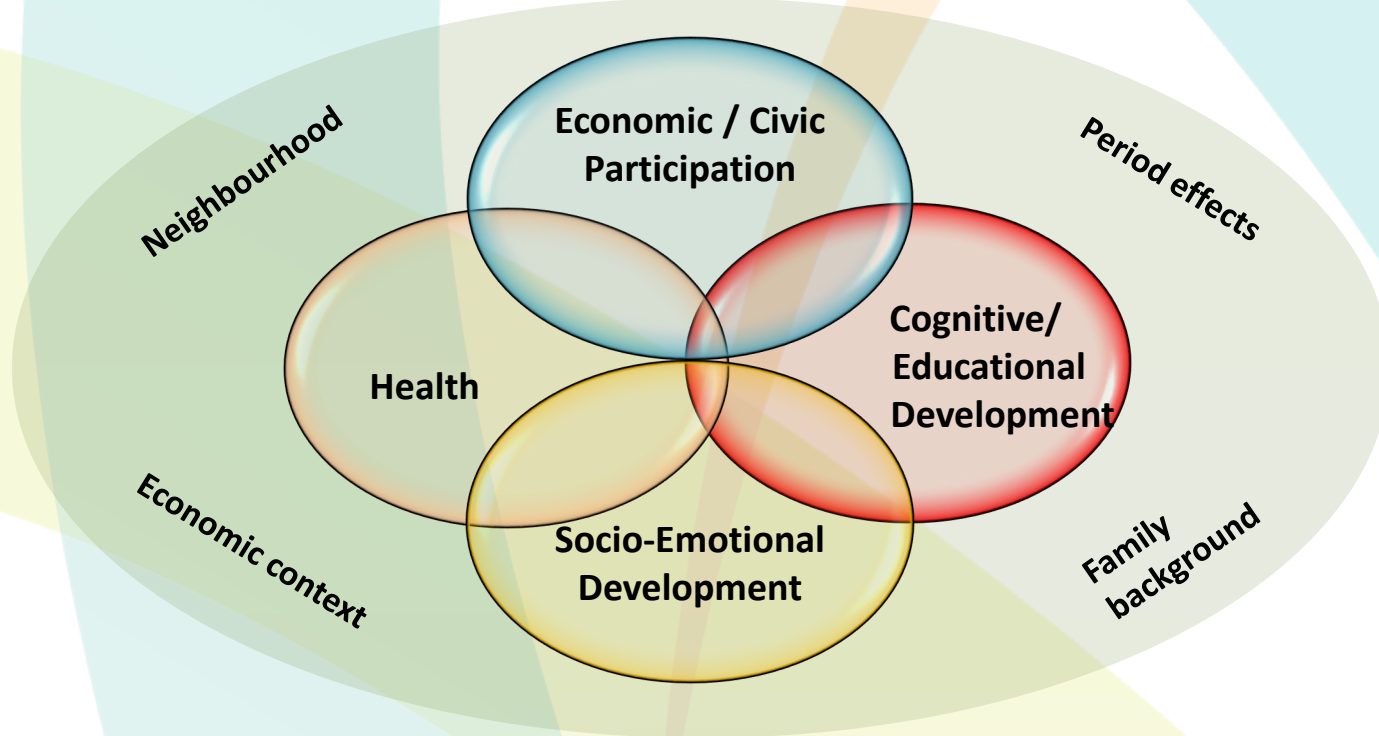 Neighbourhood
Economic / Civic
Participation
Period effects
Health
Cognitive/
Educational
Development
Economic context
Socio-Emotional
Development
Family
background